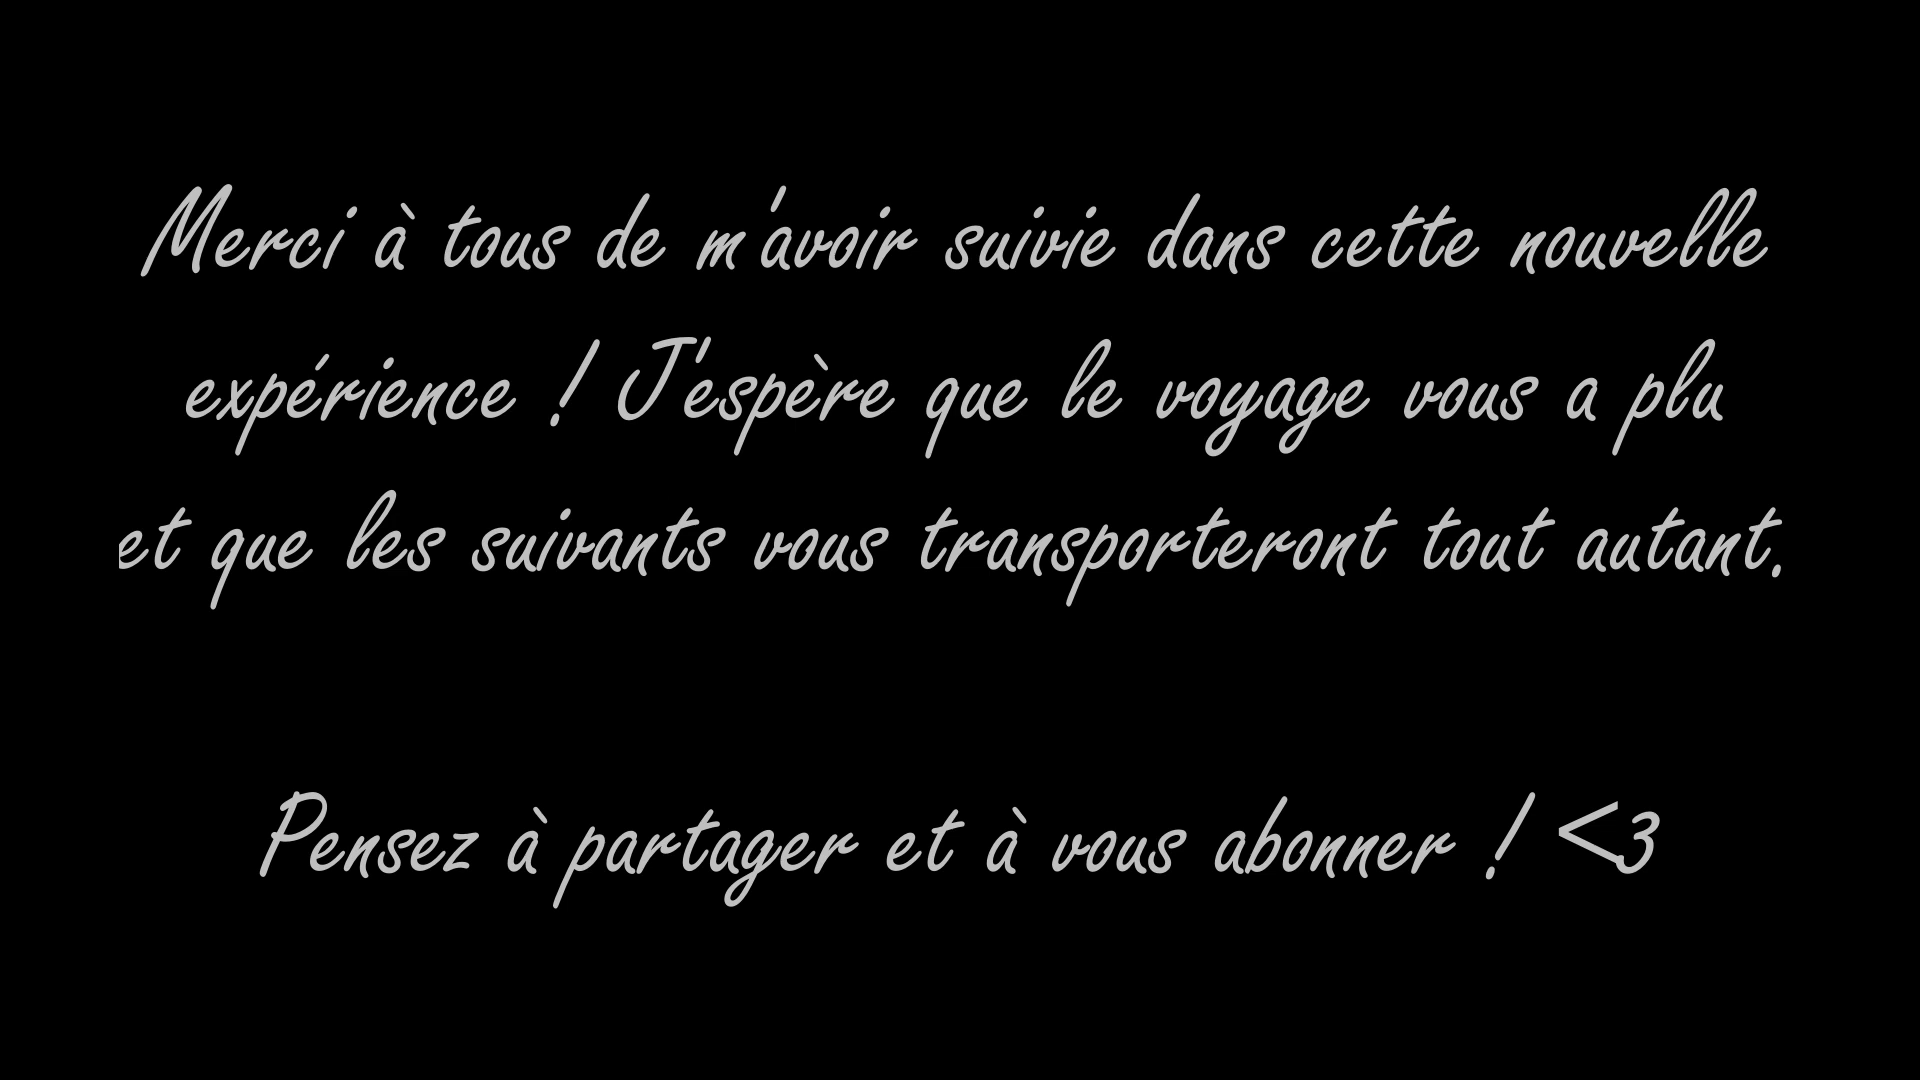 Merci à tous de m'avoir suivie dans cette nouvelle
expérience ! J'espère que le voyage vous a plu
et que les suivants vous transporteront tout autant.
Pensez à partager et à vous abonner ! <3